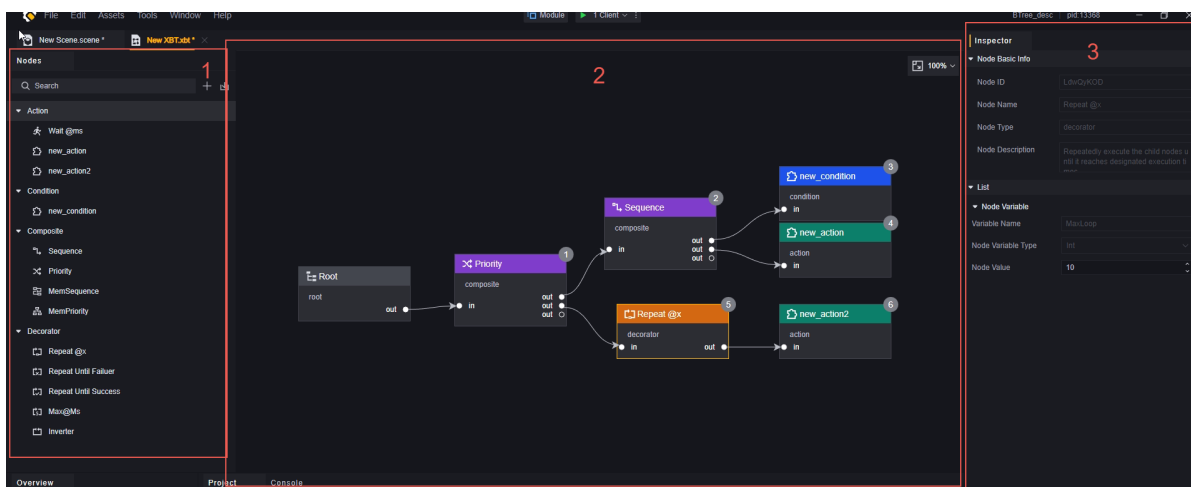 File Edit Assets Tools Window Help
Module 1 Client
BTree_desc pid:13368
New Scene.scene *
New XBT.xbt *
Nodes
1
Search
Action
Wait @ms
new_action
new_action2
Condition
new_condition
Composite
Sequence
Priority
MemSequence
MemPriority
Decorator
Repeat @x
Repeat Until Failuer
Repeat Until Success
Max@Ms
Inverter
2
100%
Root
root
out
1
Priority
composite
in
out
out
out
2
Sequence
composite
in
out
out
out
3
new_condition
condition
in
4
new_action
action
in
5
Repeat @x
decorator
in out
6
new_action2
action
in
Inspector
3
Node Basic Info
Node ID LdwQyKOD
Node Name Repeat @x
Node Type decorator
Node Description Repeatedly execute the child nodes u
ntil it reaches designated execution ti
List
Node Variable
Variable Name MaxLoop
Node Variable Type Int
Node Value 10
Overview
Project Console